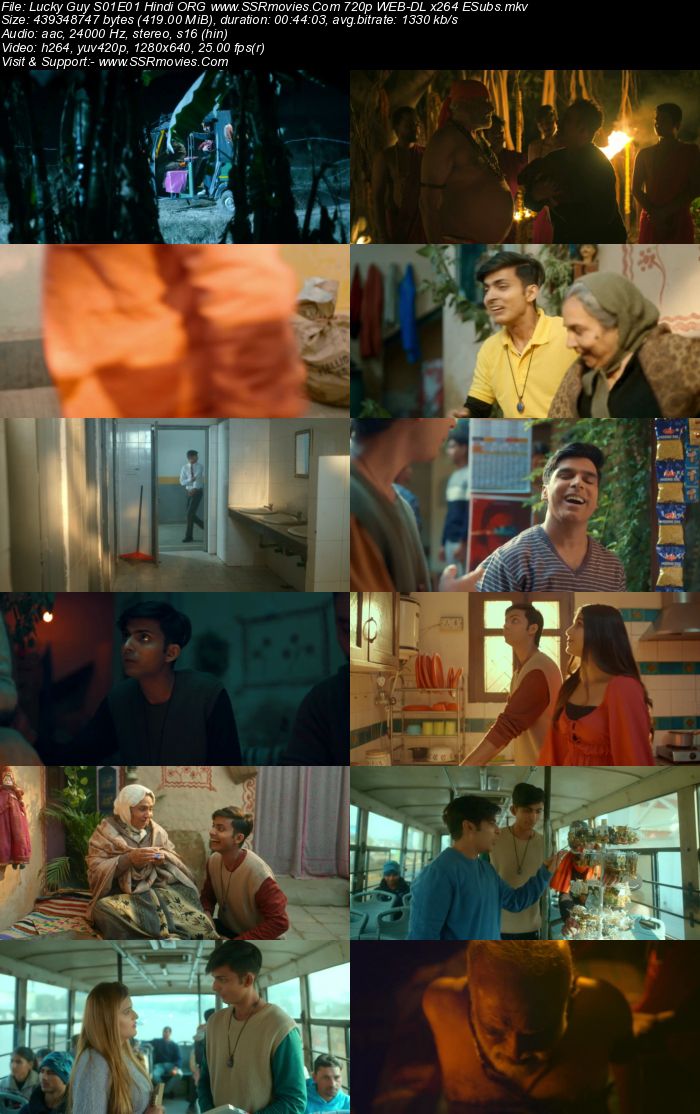 File: Lucky Guy S01E01 Hindi ORG www.SSRmovies.Com 720p WEB-DL x264 ESubs.mkv
Size: 439348747 bytes (419.00 MiB), duration: 00:44:03, avg.bitrate: 1330 kb/s
Audio: aac, 24000 Hz, stereo, s16 (hin)
Video: h264, yuv420p, 1280x640, 25.00 fps(r)
Visit & Support:- www.SSRmovies.Com